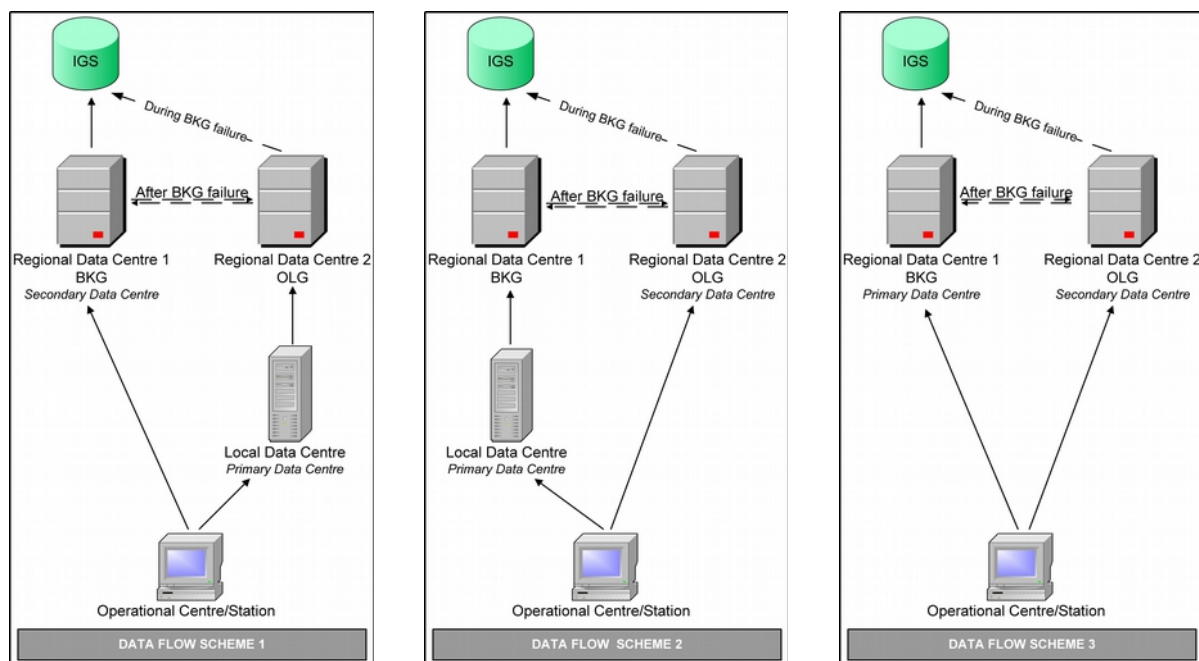 IGS
During BKG failure
After BKG failure
Regional Data Centre 1
BKG
Secondary Data Centre
Regional Data Centre 2
OLG
Local Data Centre
Primary Data Centre
Operational Centre/Station
DATA FLOW SCHEME 1
IGS
During BKG failure
After BKG failure
Regional Data Centre 1
BKG
Regional Data Centre 2
OLG
Secondary Data Centre
Local Data Centre
Primary Data Centre
Operational Centre/Station
DATA FLOW SCHEME 2
IGS
During BKG failure
After BKG failure
Regional Data Centre 1
BKG
Primary Data Centre
Regional Data Centre 2
OLG
Secondary Data Centre
Operational Centre/Station
DATA FLOW SCHEME 3